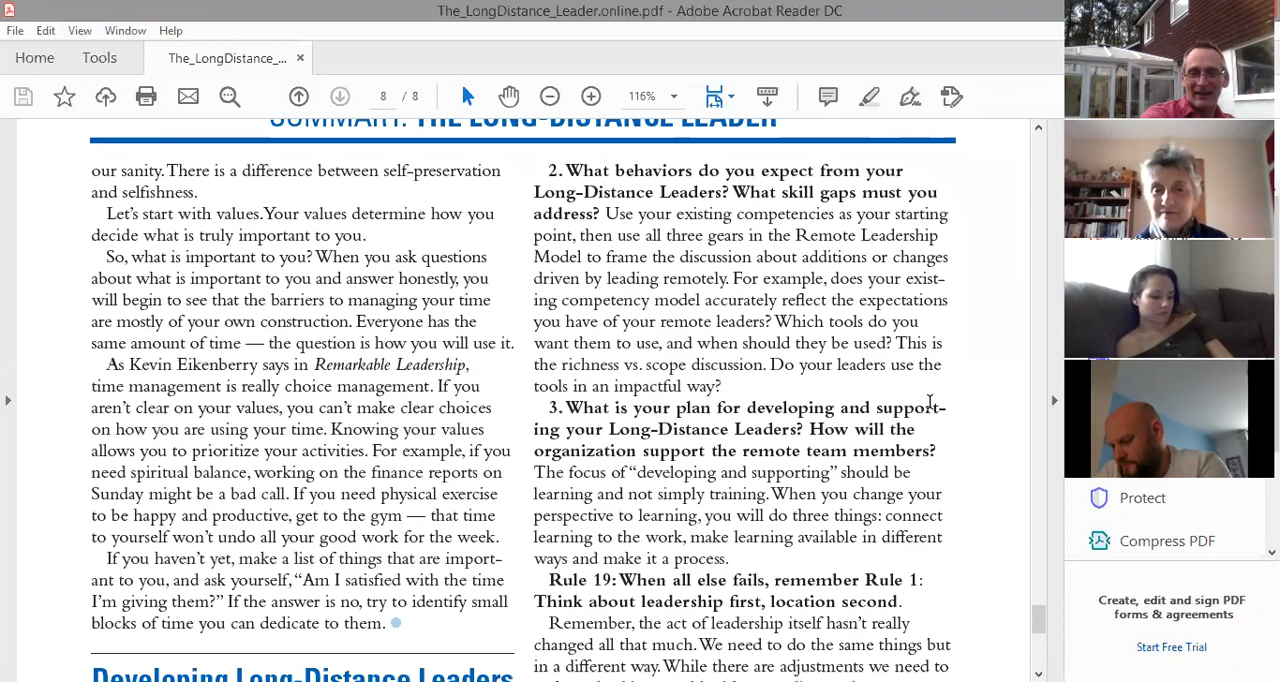 The_LongDistance_Leader.online.pdf - Adobe Acrobat Reader DC
File Edit View Window Help
Home Tools The_LongDistance_... ×
8 / 8 116%
SUMMARY: THE LONG-DISTANCE LEADER
our sanity. There is a difference between self-preservation
and selfishness.
Let’s start with values. Your values determine how you
decide what is truly important to you.
So, what is important to you? When you ask questions
about what is important to you and answer honestly, you
will begin to see that the barriers to managing your time
are mostly of your own construction. Everyone has the
same amount of time — the question is how you will use it.
As Kevin Eikenberry says in Remarkable Leadership,
time management is really choice management. If you
aren’t clear on your values, you can’t make clear choices
on how you are using your time. Knowing your values
allows you to prioritize your activities. For example, if you
need spiritual balance, working on the finance reports on
Sunday might be a bad call. If you need physical exercise
to be happy and productive, get to the gym — that time
to yourself won’t undo all your good work for the week.
If you haven’t yet, make a list of things that are import-
ant to you, and ask yourself, “Am I satisfied with the time
I’m giving them?” If the answer is no, try to identify small
blocks of time you can dedicate to them.
Developing Long-Distance Leaders
2. What behaviors do you expect from your
Long-Distance Leaders? What skill gaps must you
address? Use your existing competencies as your starting
point, then use all three gears in the Remote Leadership
Model to frame the discussion about additions or changes
driven by leading remotely. For example, does your exist-
ing competency model accurately reflect the expectations
you have of your remote leaders? Which tools do you
want them to use, and when should they be used? This is
the richness vs. scope discussion. Do your leaders use the
tools in an impactful way?
3. What is your plan for developing and support-
ing your Long-Distance Leaders? How will the
organization support the remote team members?
The focus of “developing and supporting” should be
learning and not simply training. When you change your
perspective to learning, you will do three things: connect
learning to the work, make learning available in different
ways and make it a process.
Rule 19: When all else fails, remember Rule 1:
Think about leadership first, location second.
Remember, the act of leadership itself hasn’t really
changed all that much. We need to do the same things but
in a different way. While there are adjustments we need to
Protect
Compress PDF
Create, edit and sign PDF
forms & agreements
Start Free Trial